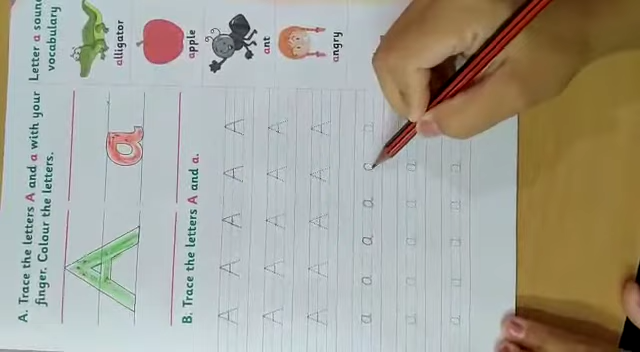 Letter a soun
vocabulary
alligator
apple
ant
angry
A. Trace the letters A and a with your
finger. Colour the letters.
A a
B. Trace the letters A and a.
A A A A A
A A A A A
A A A A A
a a a a a a
a a a a a a
a a a a a a